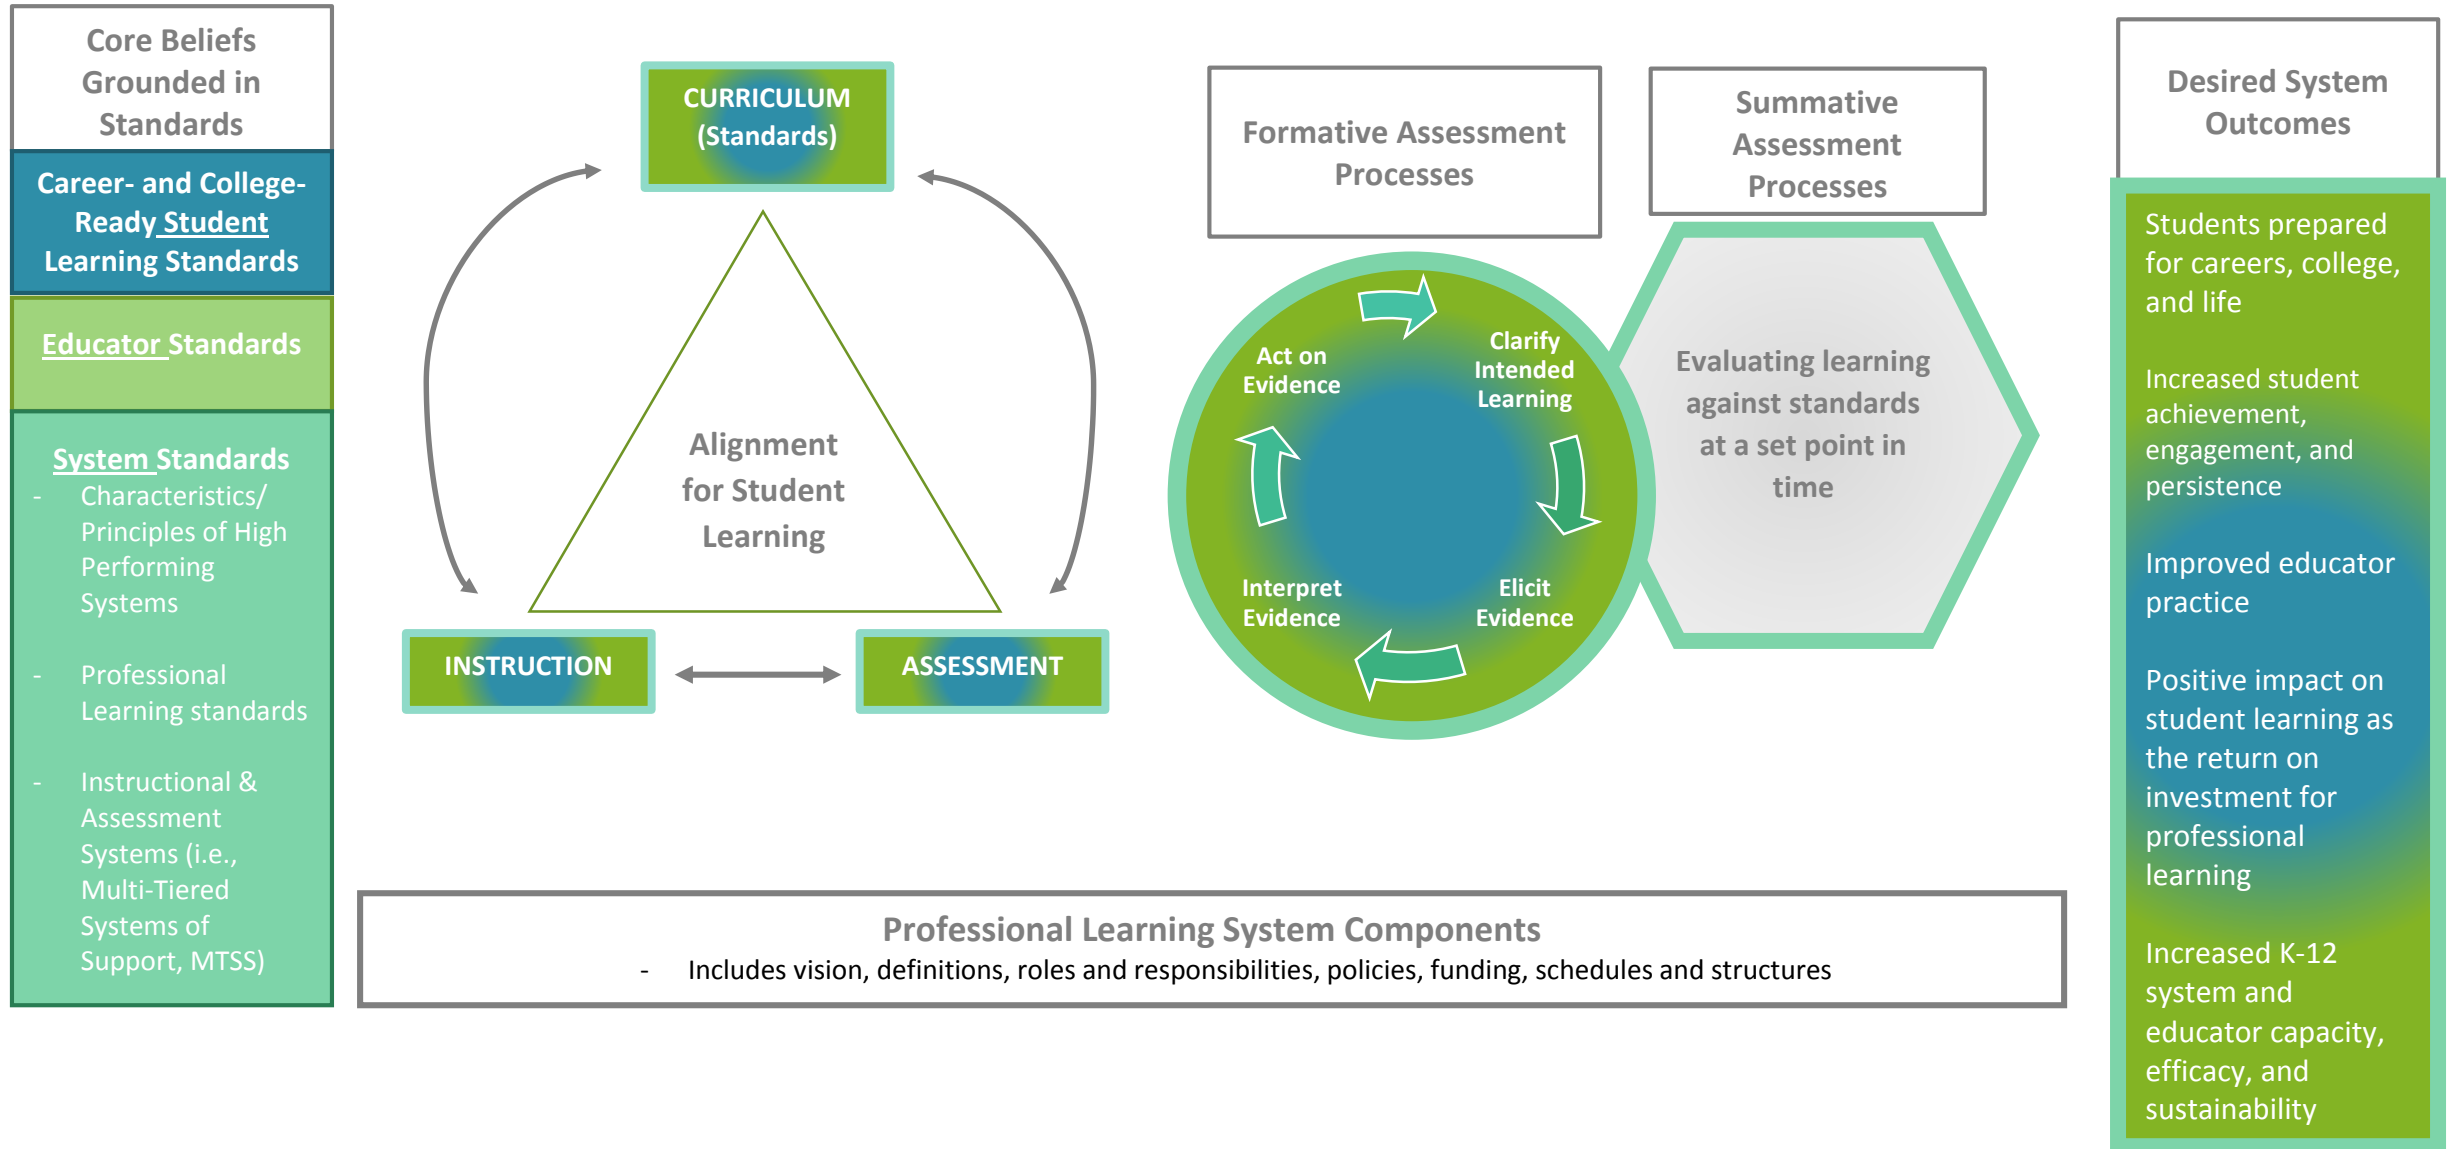 Core Beliefs
Grounded in
Standards
Career- and College-
Ready Student
Learning Standards
Educator Standards
System Standards
- Characteristics/
Principles of High
Performing
Systems
- Professional
Learning standards
- Instructional &
Assessment
Systems (i.e.,
Multi-Tiered
Systems of
Support, MTSS)
CURRICULUM
(Standards)
Alignment
for Student
Learning
INSTRUCTION
ASSESSMENT
Formative Assessment
Processes
Clarify
Intended
Learning
Elicit
Evidence
Interpret
Evidence
Act on
Evidence
Summative
Assessment
Processes
Evaluating learning
against standards
at a set point in
time
Professional Learning System Components
- Includes vision, definitions, roles and responsibilities, policies, funding, schedules and structures
Desired System
Outcomes
Students prepared
for careers, college,
and life
Increased student
achievement,
engagement, and
persistence
Improved educator
practice
Positive impact on
student learning as
the return on
investment for
professional
learning
Increased K-12
system and
educator capacity,
efficacy, and
sustainability